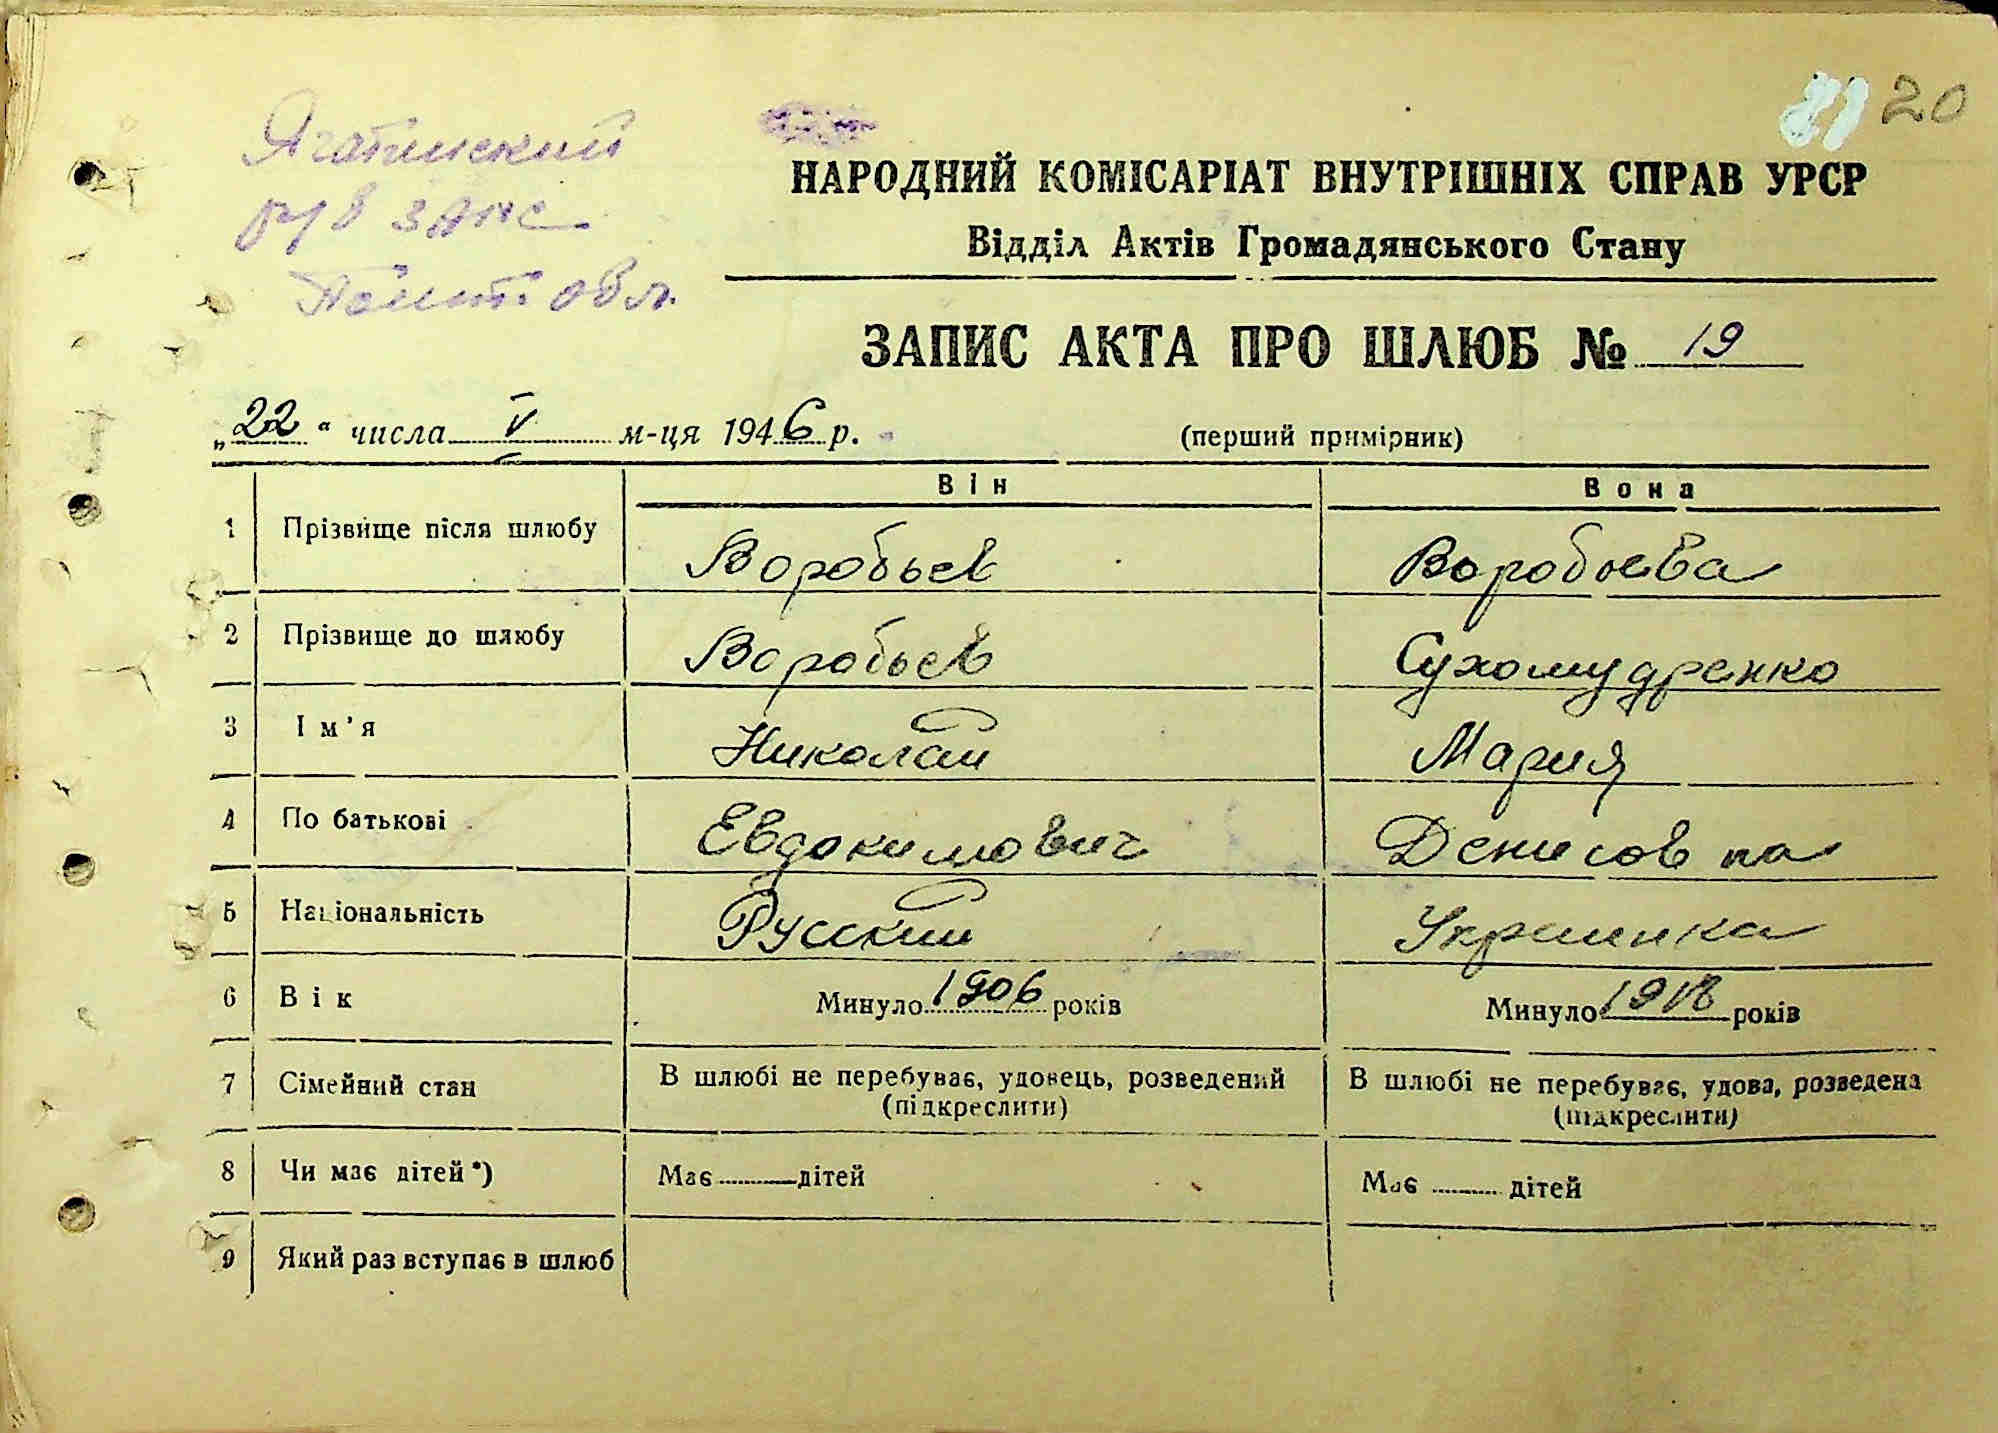 20
Яготинский
р/б загс
Полт. обл.
НАРОДНИЙ КОМІСАРІАТ ВНУТРІШНІХ СПРАВ УРСР
Відділ Актів Громадянського Стану
ЗАПИС АКТА ПРО ШЛЮБ № 19
„22“ числа V м-ця 1946 р. (перший примірник)
Він Вона
1 Прізвище після шлюбу Воробьев Воробьева
2 Прізвище до шлюбу Воробьев Сухомудренко
3 Ім'я Николай Мария
4 По батькові Евдокимович Денисовна
5 Національність Русский Украинка
6 Вік Минуло 1906 років Минуло 1918 років
7 Сімейний стан В шлюбі не перебуває, удовець, розведений (підкреслити) В шлюбі не перебуває, удова, розведена (підкреслити)
8 Чи має дітей *) Має ........ дітей Має ........ дітей
9 Який раз вступає в шлюб